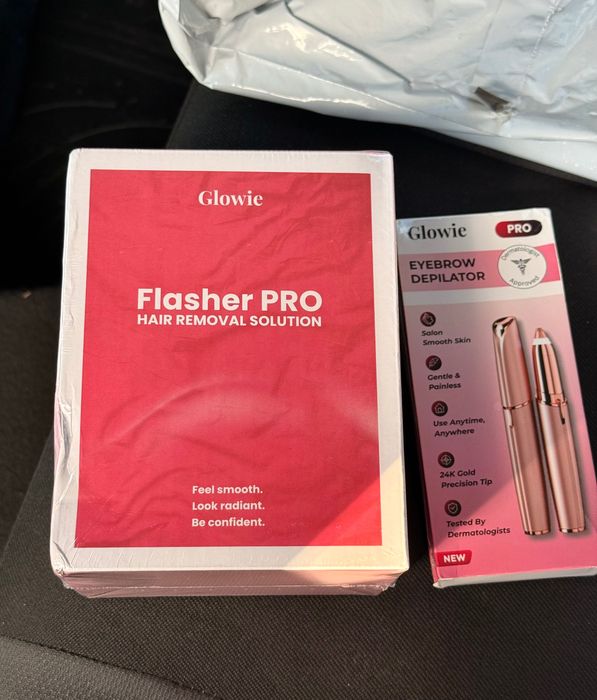 Glowie
Flasher PRO
HAIR REMOVAL SOLUTION
Feel smooth.
Look radiant.
Be confident.
Glowie
PRO
EYEBROW
DEPILATOR
Dermatologist
Approved
Salon
Smooth Skin
Gentle &
Painless
Use Anytime,
Anywhere
24K Gold
Precision Tip
Tested By
Dermatologists
NEW